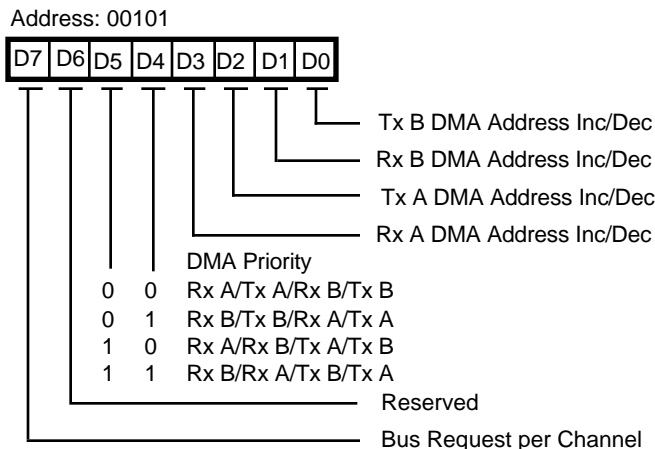 Address: 00101
D7 D6 D5 D4 D3 D2 D1 D0
Tx B DMA Address Inc/Dec
Rx B DMA Address Inc/Dec
Tx A DMA Address Inc/Dec
Rx A DMA Address Inc/Dec
DMA Priority
0 0 Rx A/Tx A/Rx B/Tx B
0 1 Rx B/Tx B/Rx A/Tx A
1 0 Rx A/Rx B/Tx A/Tx B
1 1 Rx B/Rx A/Tx B/Tx A
Reserved
Bus Request per Channel